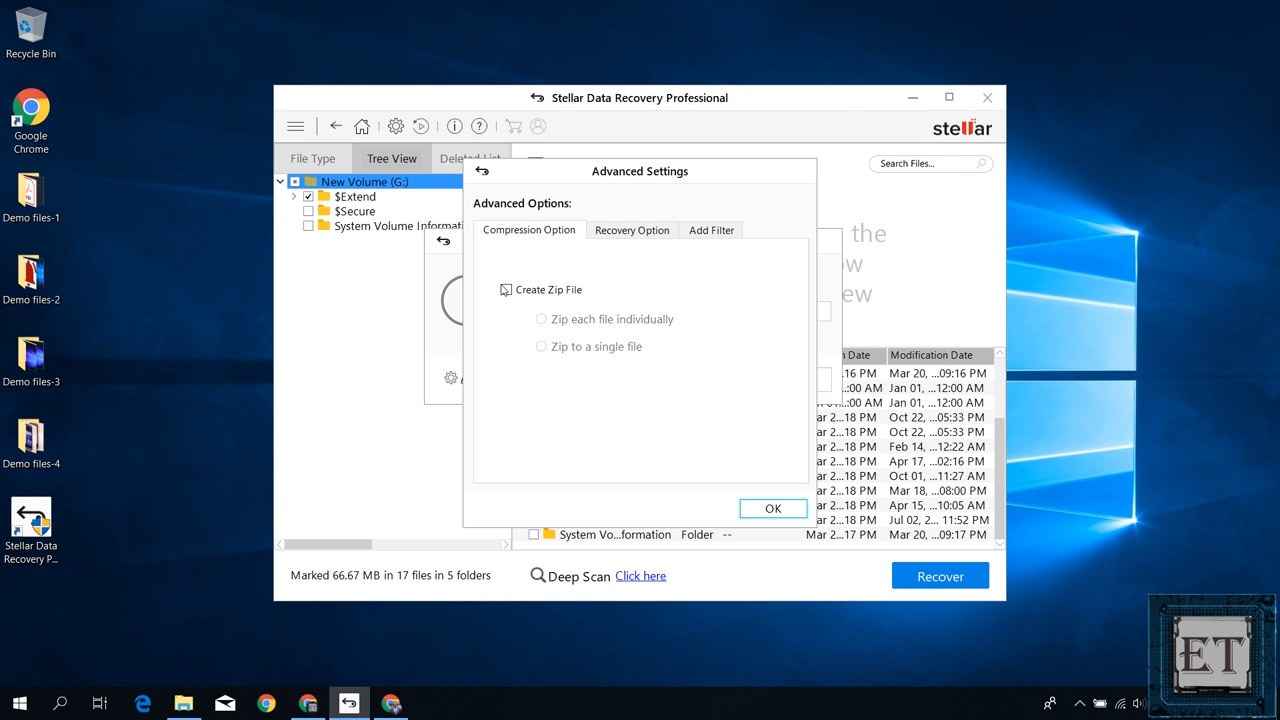 Recycle Bin
Google
Chrome
Demo files-1
Demo files-2
Demo files-3
Demo files-4
Stellar Data
Recovery P...
Stellar Data Recovery Professional
stellar
File Type
Tree View
Deleted List
Search Files...
New Volume (G:)
$Extend
$Secure
System Volume Informati
the
ow
ew
Advanced Settings
Advanced Options:
Compression Option
Recovery Option
Add Filter
Create Zip File
Zip each file individually
Zip to a single file
OK
n Date Modification Date
.16 PM Mar 20, ...09:16 PM
.:00 AM Jan 01, ...12:00 AM
.:00 AM Jan 01, ...12:00 AM
ar 2...18 PM Oct 22, ...05:33 PM
ar 2...18 PM Oct 22, ...05:33 PM
ar 2...18 PM Feb 14, ...12:22 AM
ar 2...18 PM Apr 17, ...02:16 PM
ar 2...18 PM Oct 01, ...11:27 AM
ar 2...18 PM Mar 18, ...08:00 PM
ar 2...18 PM Apr 15, ...10:05 AM
ar 2...18 PM Jul 02, 2... 11:52 PM
System Vo...formation Folder -- Mar 2...17 PM Mar 20, ...09:17 PM
Marked 66.67 MB in 17 files in 5 folders
Deep Scan Click here
Recover
ET